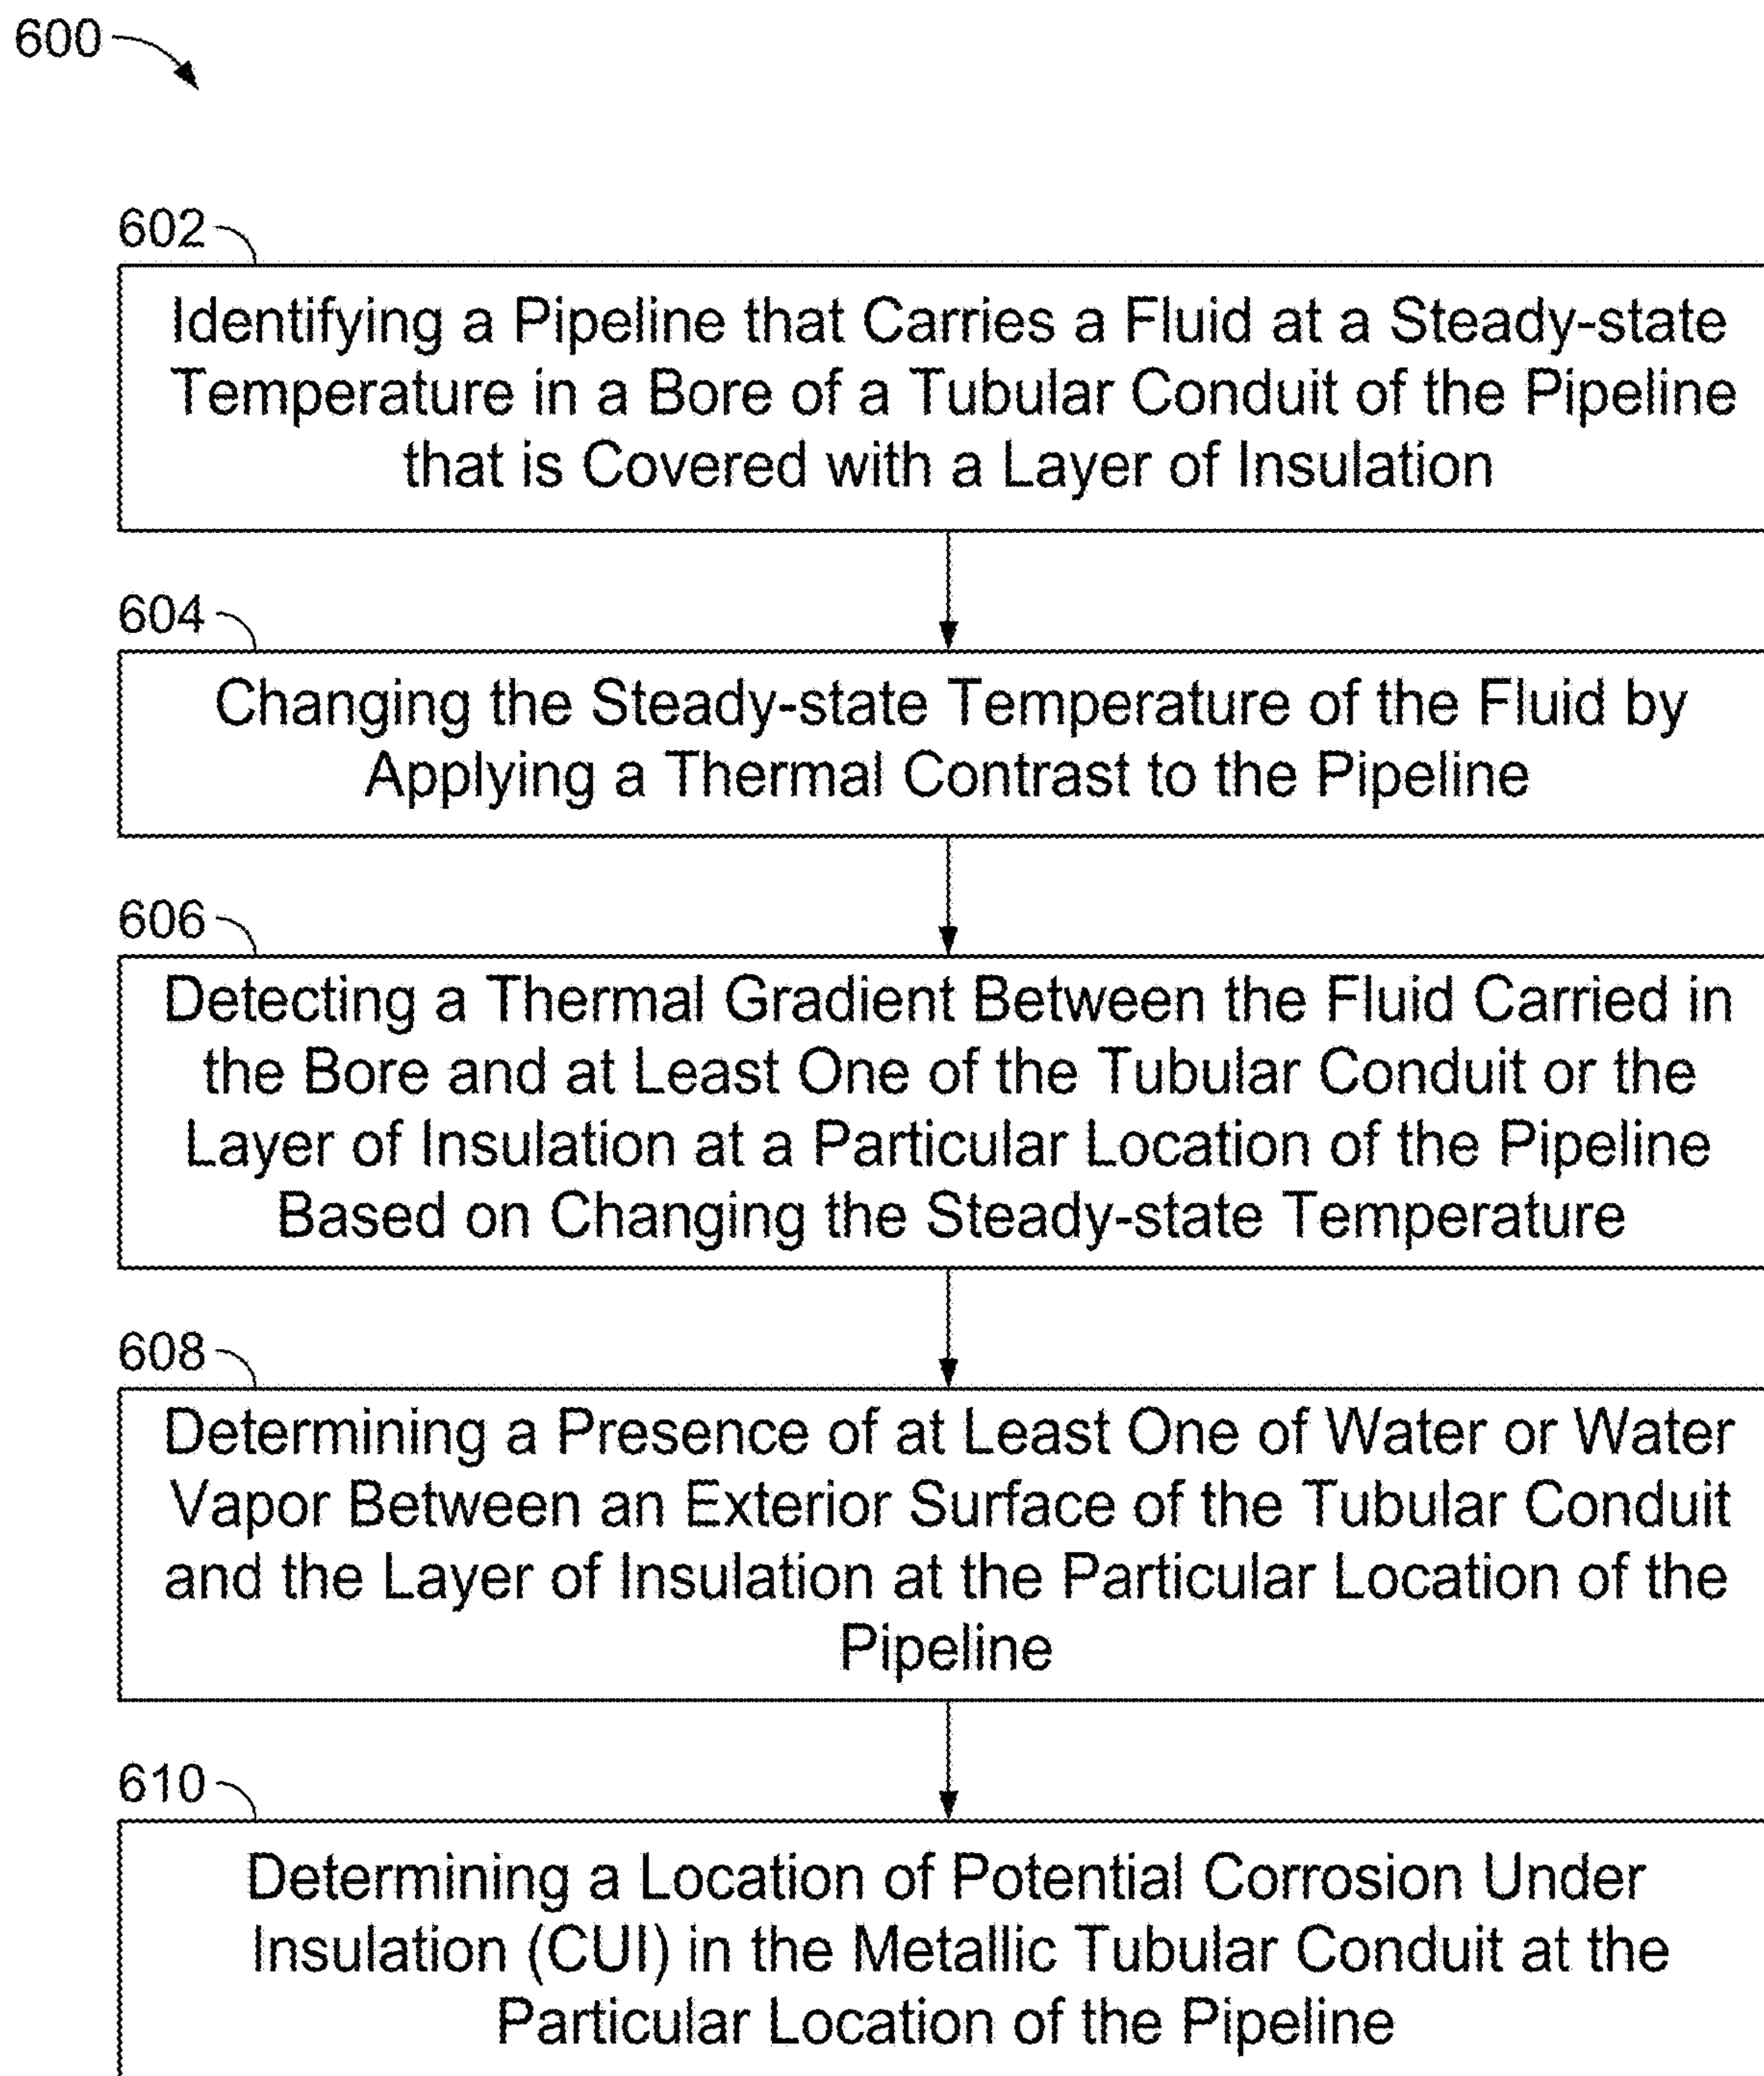 600
602
Identifying a Pipeline that Carries a Fluid at a Steady-state
Temperature in a Bore of a Tubular Conduit of the Pipeline
that is Covered with a Layer of Insulation
604
Changing the Steady-state Temperature of the Fluid by
Applying a Thermal Contrast to the Pipeline
606
Detecting a Thermal Gradient Between the Fluid Carried in
the Bore and at Least One of the Tubular Conduit or the
Layer of Insulation at a Particular Location of the Pipeline
Based on Changing the Steady-state Temperature
608
Determining a Presence of at Least One of Water or Water
Vapor Between an Exterior Surface of the Tubular Conduit
and the Layer of Insulation at the Particular Location of the
Pipeline
610
Determining a Location of Potential Corrosion Under
Insulation (CUI) in the Metallic Tubular Conduit at the
Particular Location of the Pipeline